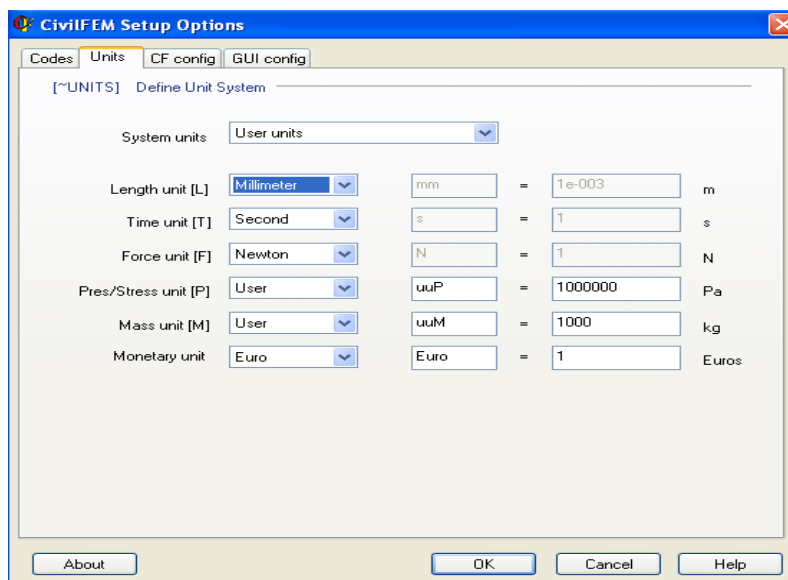 CivilFEM Setup Options
Codes Units CF config GUI config
[~UNITS] Define Unit System
System units User units
Length unit [L] Millimeter mm = 1e-003 m
Time unit [T] Second s = 1 s
Force unit [F] Newton N = 1 N
Pres/Stress unit [P] User uuP = 1000000 Pa
Mass unit [M] User uuM = 1000 kg
Monetary unit Euro Euro = 1 Euros
About OK Cancel Help